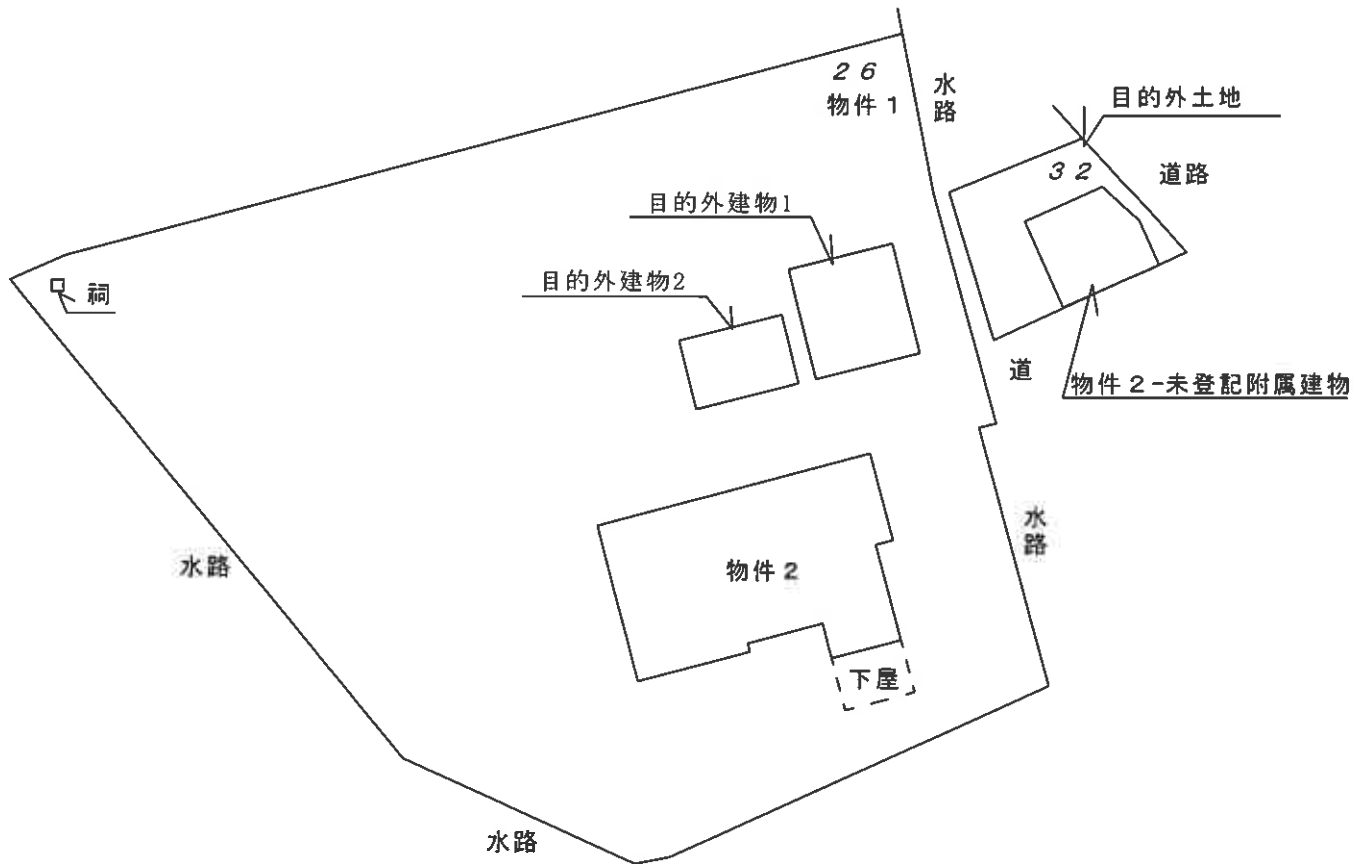 26
物件1
水路
目的外土地
32
道路
目的外建物1
目的外建物2
祠
道
物件2-未登記附属建物
水路
水路
物件2
下屋
水路